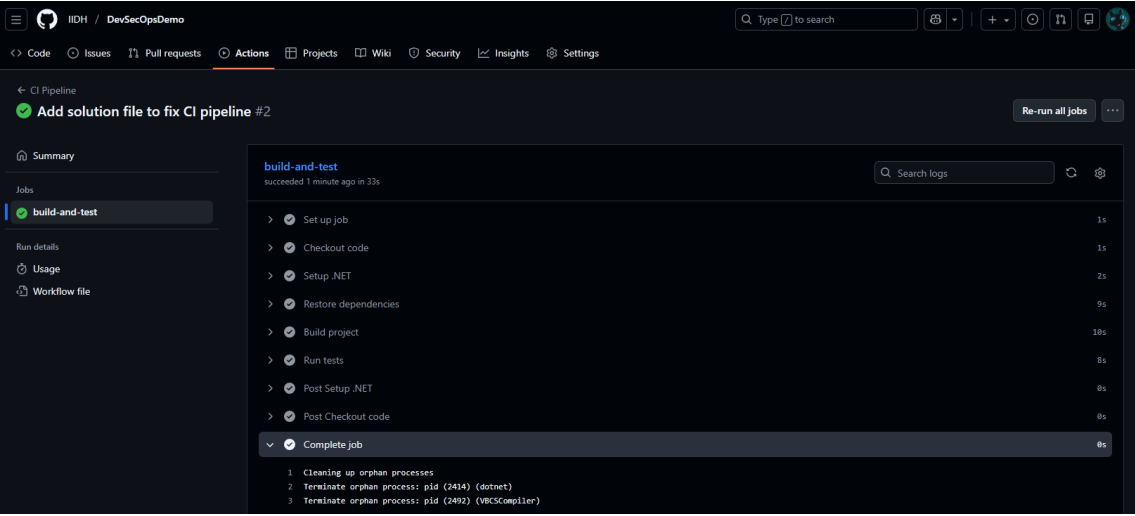 IIDH / DevSecOpsDemo
Type / to search
Code Issues Pull requests Actions Projects Wiki Security Insights Settings
← CI Pipeline
Add solution file to fix CI pipeline #2
Re-run all jobs
Summary
Jobs
build-and-test
Run details
Usage
Workflow file
build-and-test
succeeded 1 minute ago in 33s
Search logs
Set up job 1s
Checkout code 1s
Setup .NET 2s
Restore dependencies 9s
Build project 10s
Run tests 8s
Post Setup .NET 0s
Post Checkout code 0s
Complete job 0s
1 Cleaning up orphan processes
2 Terminate orphan process: pid (2414) (dotnet)
3 Terminate orphan process: pid (2492) (VBCSCompiler)